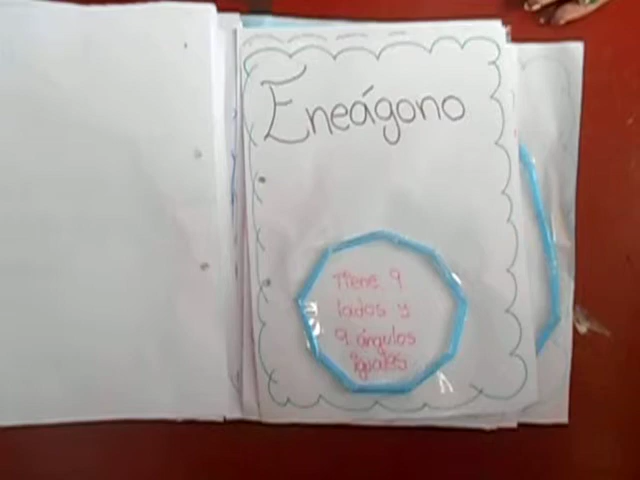 Eneágono
Tiene 9
lados y
9 ángulos
iguales